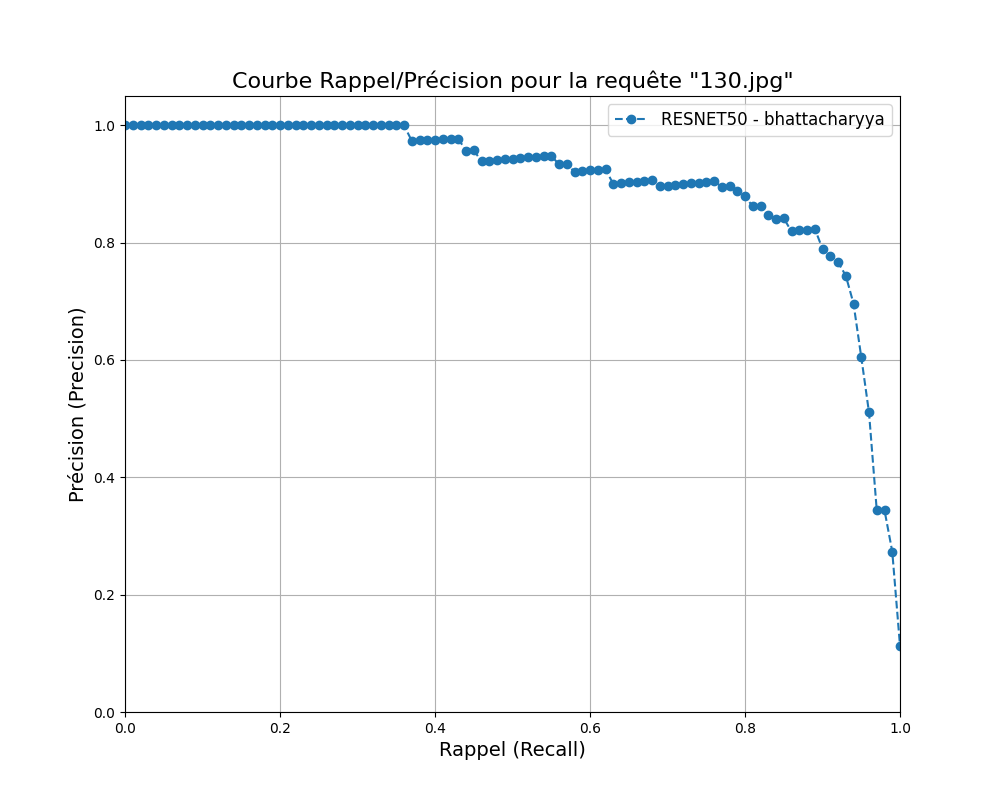 Courbe Rappel/Précision pour la requête "130.jpg"
RESNET50 - bhattacharyya
Précision (Precision)
1.0
0.8
0.6
0.4
0.2
0.0
0.0 0.2 0.4 0.6 0.8 1.0
Rappel (Recall)